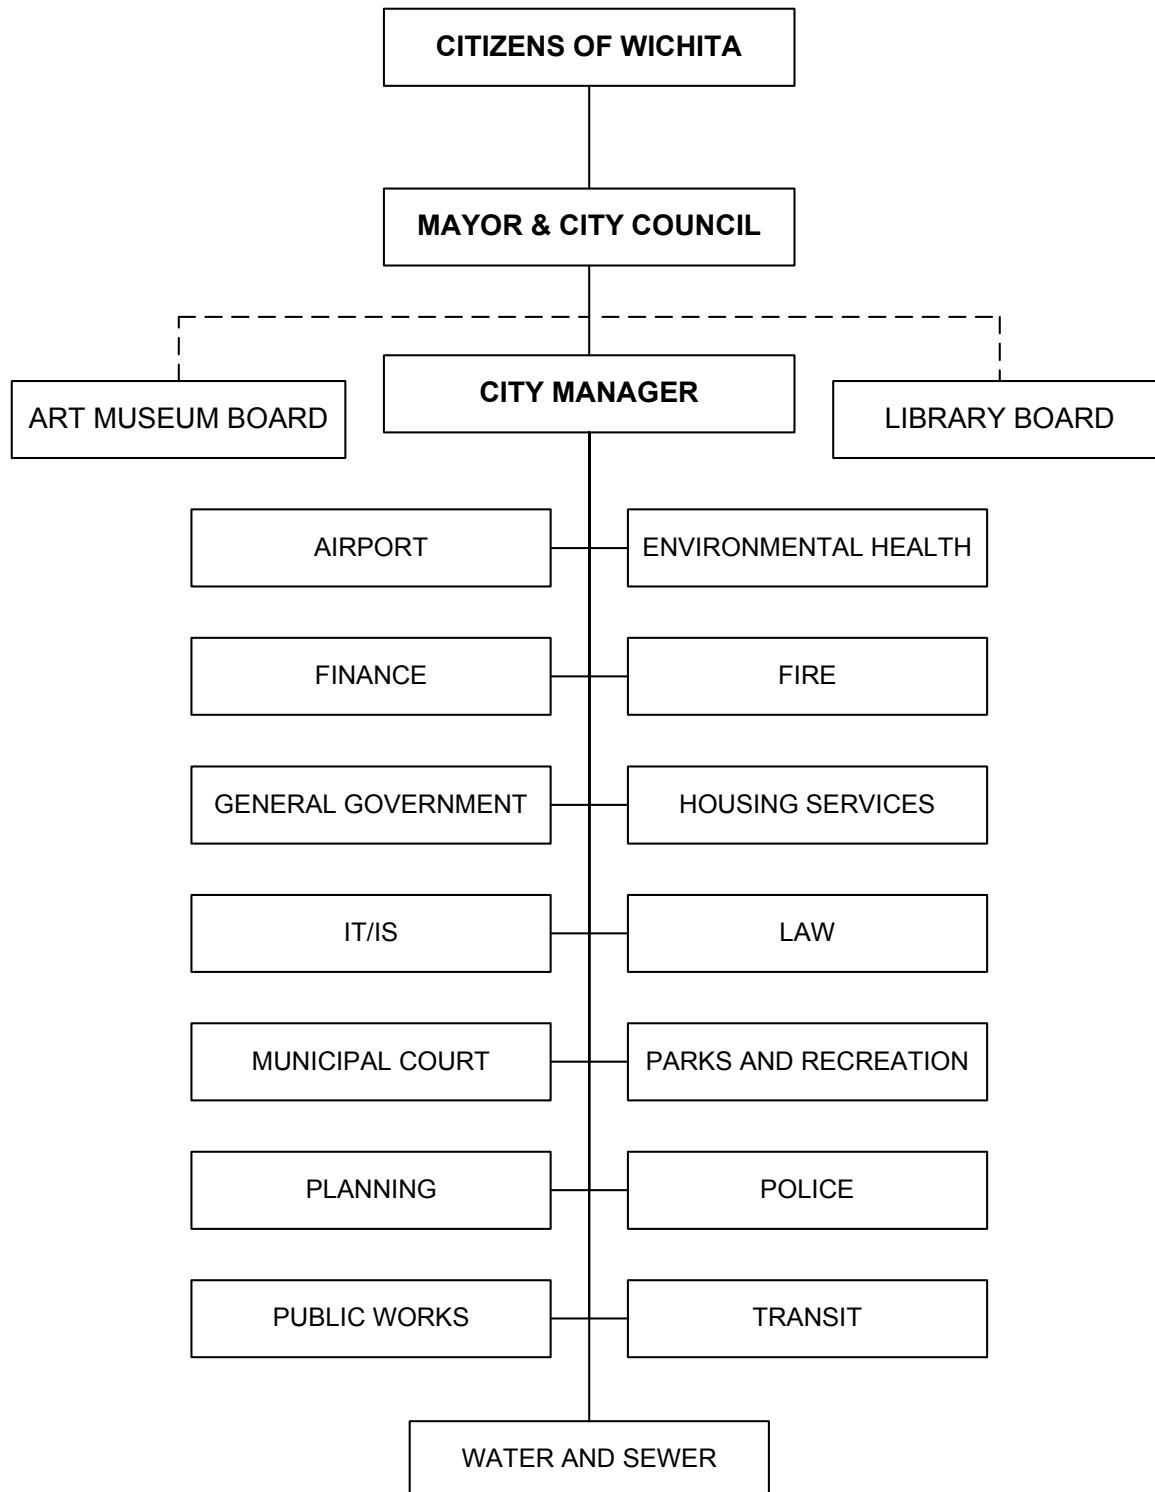 CITIZENS OF WICHITA
MAYOR & CITY COUNCIL
CITY MANAGER
ART MUSEUM BOARD
LIBRARY BOARD
AIRPORT
ENVIRONMENTAL HEALTH
FINANCE
FIRE
GENERAL GOVERNMENT
HOUSING SERVICES
IT/IS
LAW
MUNICIPAL COURT
PARKS AND RECREATION
PLANNING
POLICE
PUBLIC WORKS
TRANSIT
WATER AND SEWER